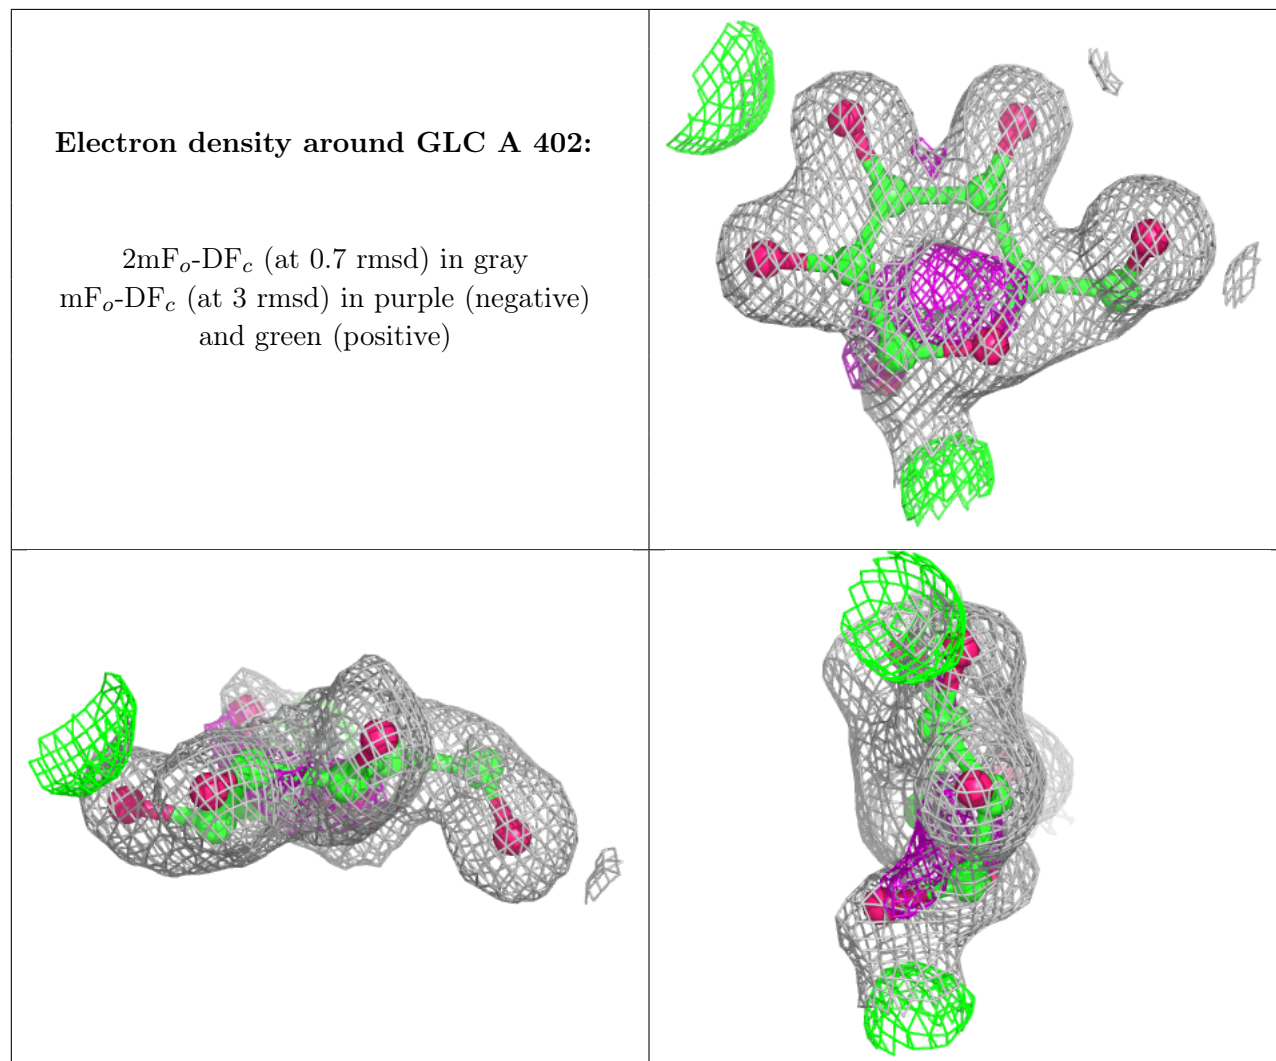 Electron density around GLC A 402:
2mFo-DFc (at 0.7 rmsd) in gray
mFo-DFc (at 3 rmsd) in purple (negative)
and green (positive)